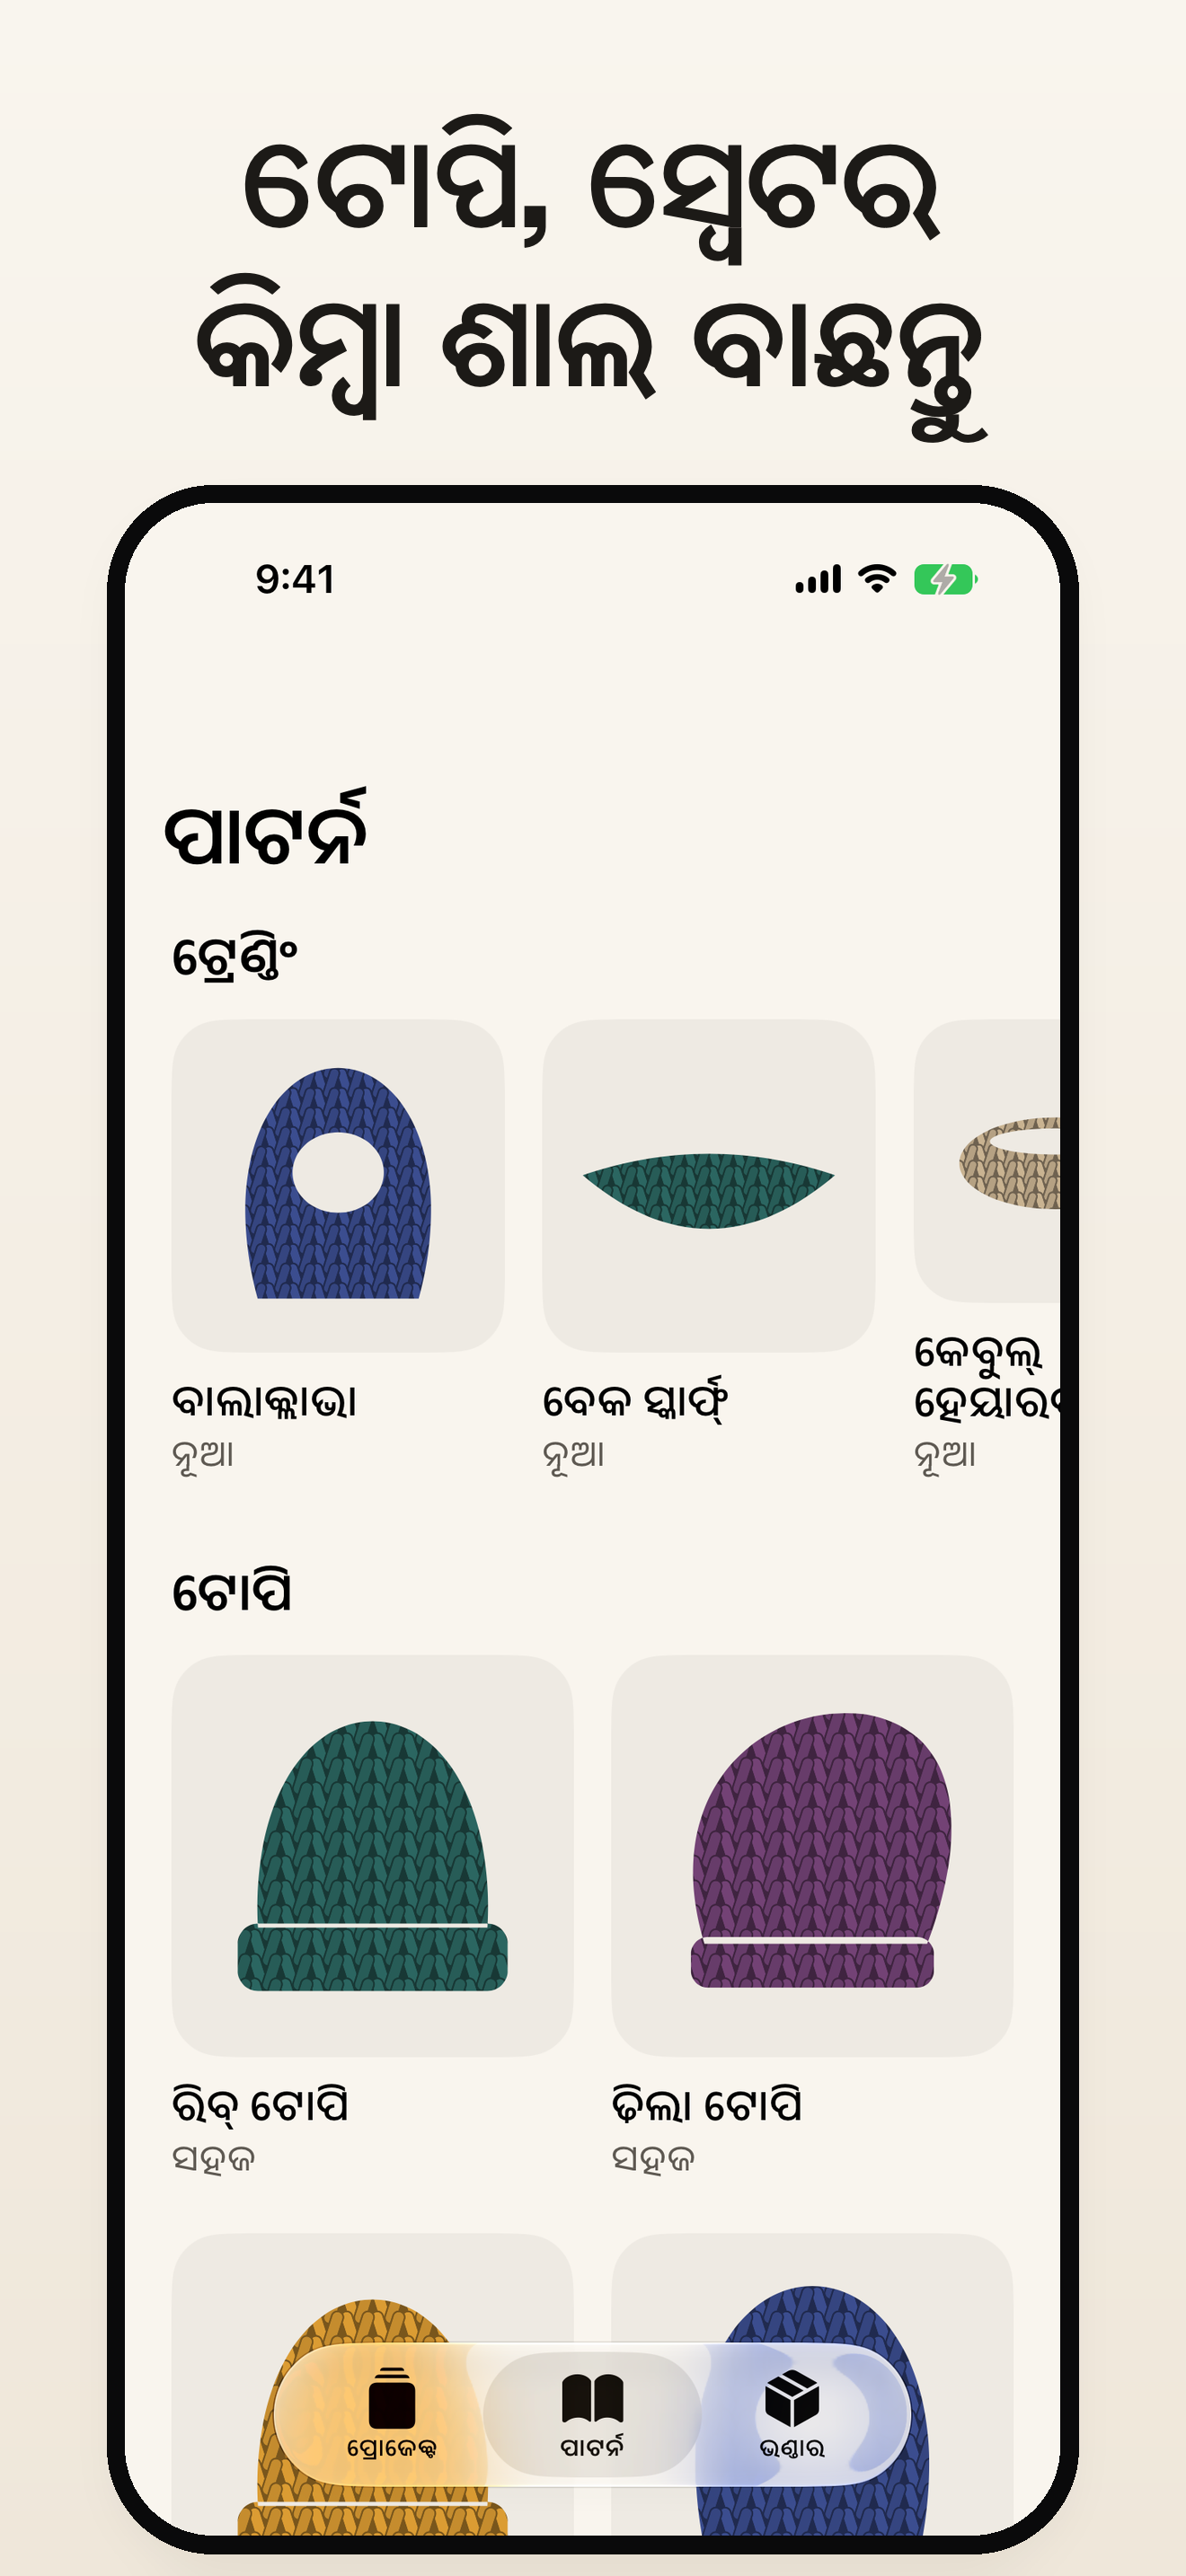 ଟୋପି, ସ୍ୱେଟର
କିମ୍ବା ଶାଲ୍ ବାଛନ୍ତୁ
9:41
ପାଟର୍ନ
ଟ୍ରେଣ୍ଡିଂ
ବାଲାକ୍ଲାଭା
ନୂଆ
ବେକ ସ୍କାର୍ଫ୍
ନୂଆ
କେବୁଲ୍
ନୂଆ
ଟୋପି
ରିବ୍ ଟୋପି
ସହଜ
ଢିଲା ଟୋପି
ସହଜ
ପ୍ରୋଜେକ୍ଟ
ପାଟର୍ନ
ଭଣ୍ଡାର